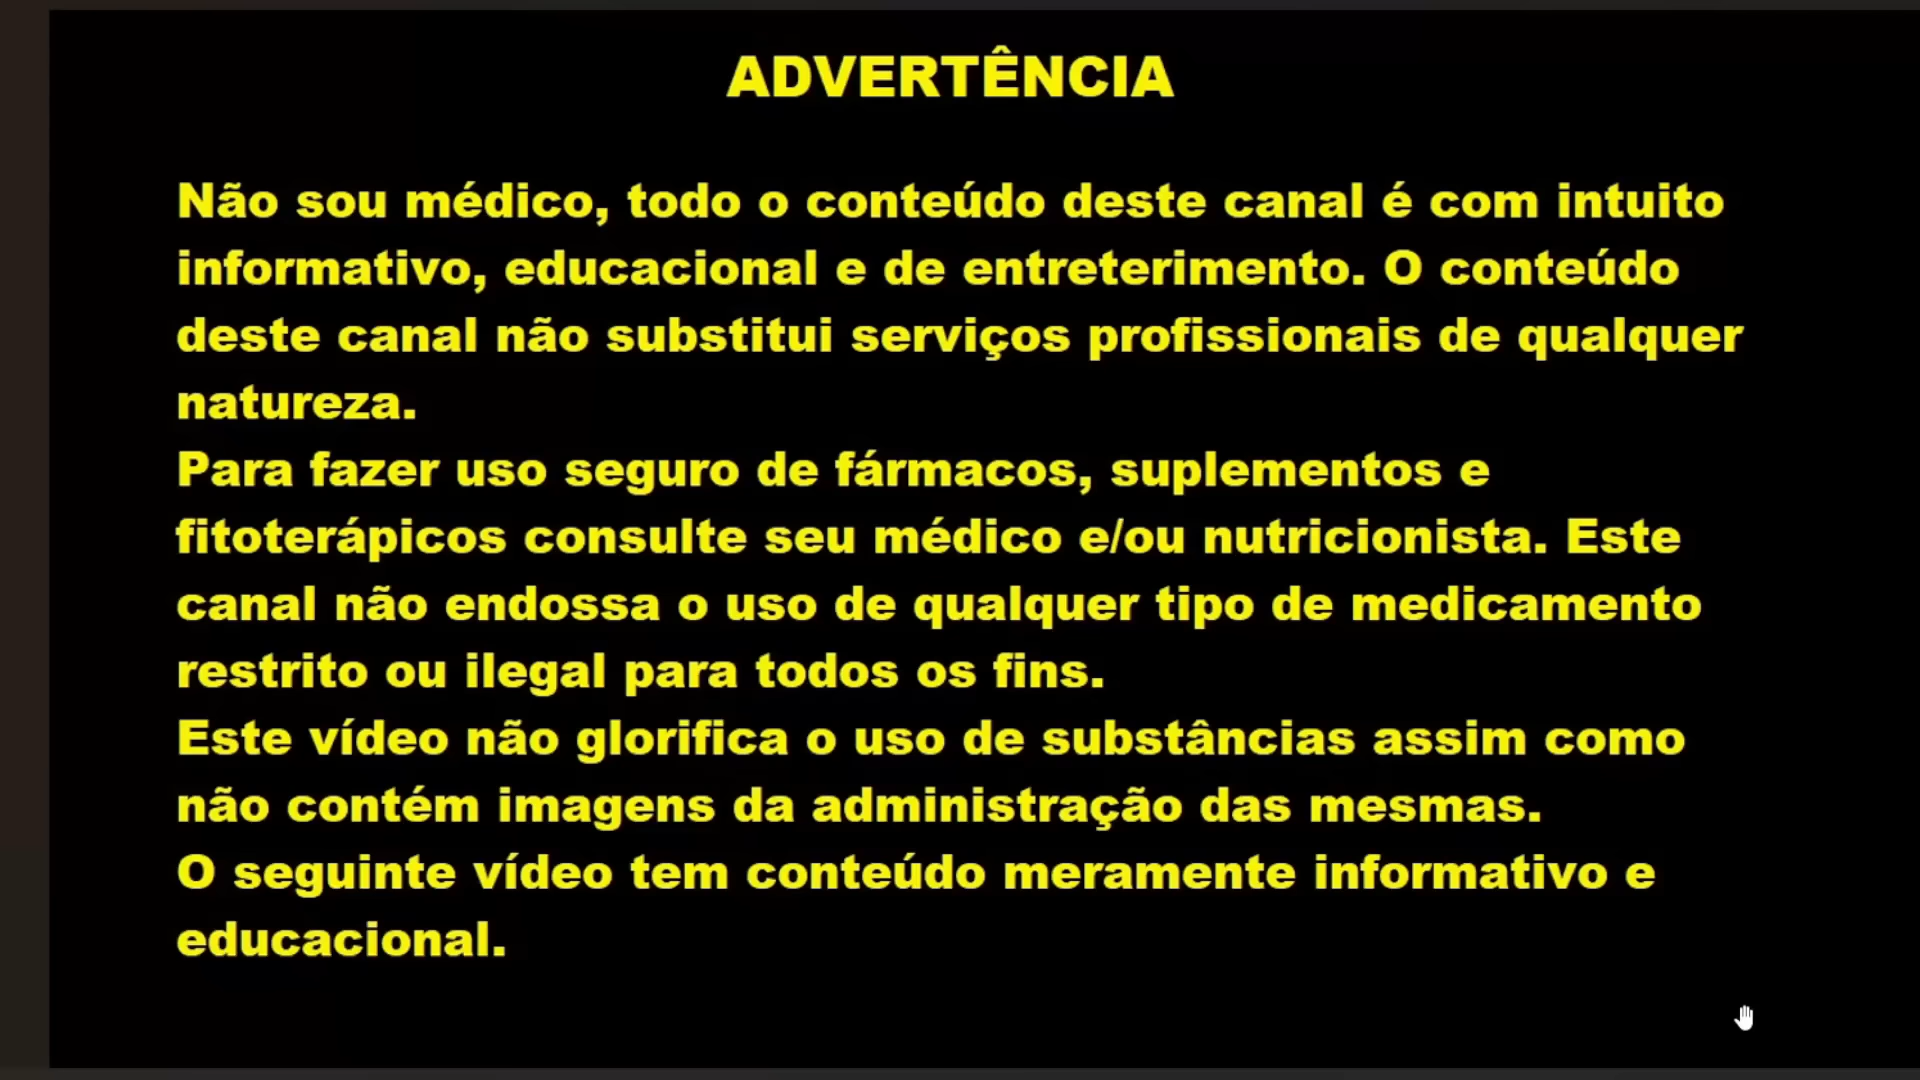 ADVERTÊNCIA
Não sou médico, todo o conteúdo deste canal é com intuito
informativo, educacional e de entreterimento. O conteúdo
deste canal não substitui serviços profissionais de qualquer
natureza.
Para fazer uso seguro de fármacos, suplementos e
fitoterápicos consulte seu médico e/ou nutricionista. Este
canal não endossa o uso de qualquer tipo de medicamento
restrito ou ilegal para todos os fins.
Este vídeo não glorifica o uso de substâncias assim como
não contém imagens da administração das mesmas.
O seguinte vídeo tem conteúdo meramente informativo e
educacional.